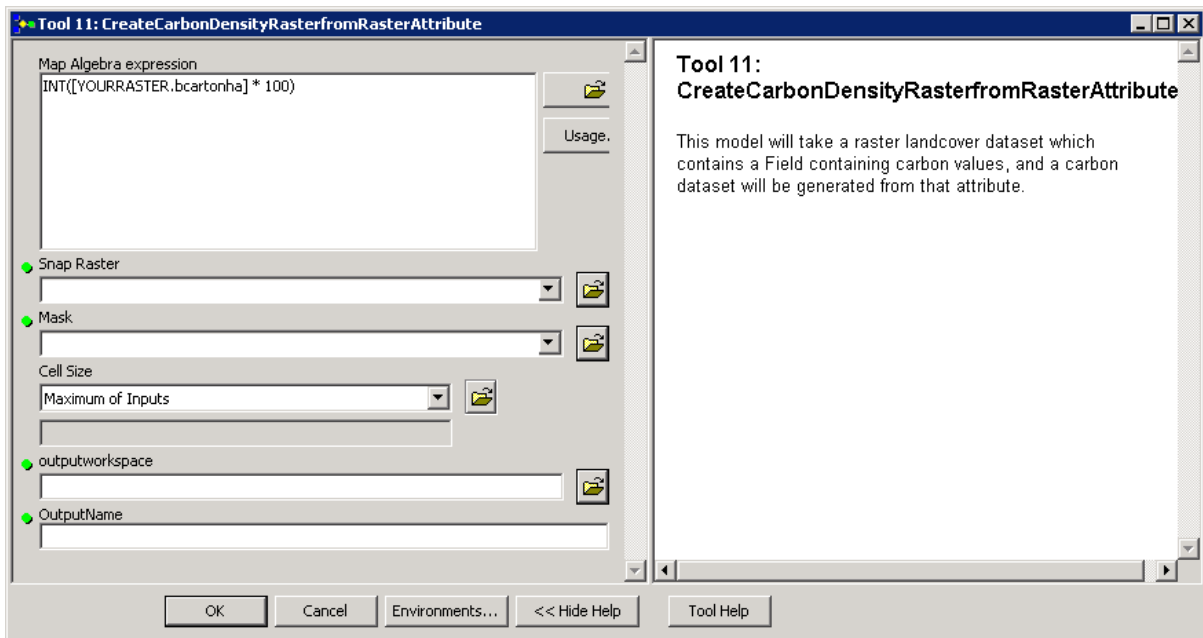 Tool 11: CreateCarbonDensityRasterfromRasterAttribute
Map Algebra expression
INT([YOURRASTER.bcartonha] * 100)
Usage.
Snap Raster
Mask
Cell Size
Maximum of Inputs
outputworkspace
OutputName
Tool 11:
CreateCarbonDensityRasterfromRasterAttribute
This model will take a raster landcover dataset which
contains a Field containing carbon values, and a carbon
dataset will be generated from that attribute.
OK
Cancel
Environments...
<< Hide Help
Tool Help